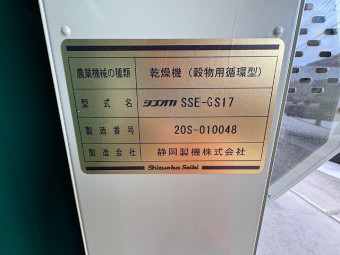 農業機械の種類 乾燥機（穀物用循環型）
型式名 シズオカ SSE-GS17
製造番号 20S-010048
製造会社 静岡製機株式会社
Shizuoka Seiki